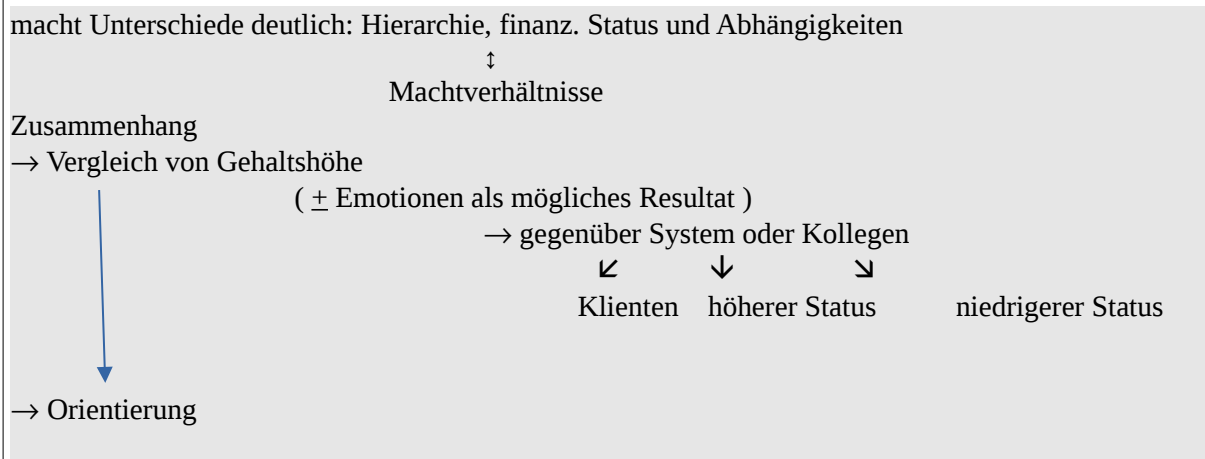 macht Unterschiede deutlich: Hierarchie, finanz. Status und Abhängigkeiten
↕
Machtverhältnisse
Zusammenhang
→ Vergleich von Gehaltshöhe
( + Emotionen als mögliches Resultat )
→ gegenüber System oder Kollegen
↙ ↓ ↘
Klienten höherer Status niedrigerer Status
→ Orientierung